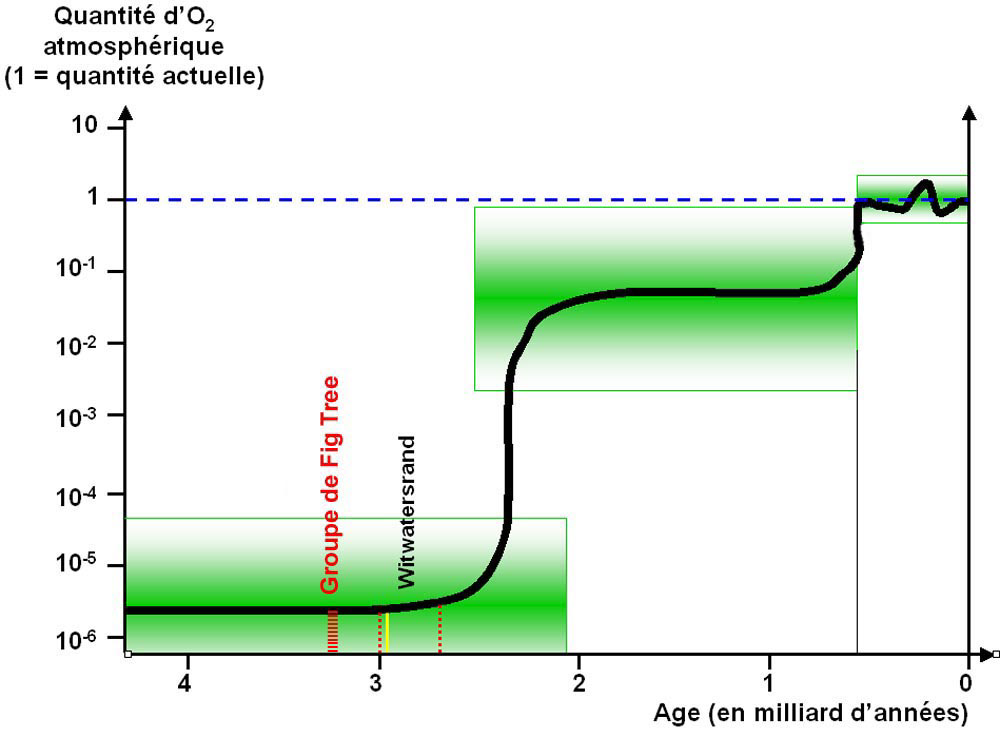 Quantité d'O2
atmosphérique
(1 = quantité actuelle)
10
1
10-1
10-2
10-3
10-4
10-5
10-6
Groupe de Fig Tree
Witwatersrand
4
3
2
1
0
Age (en milliard d'années)